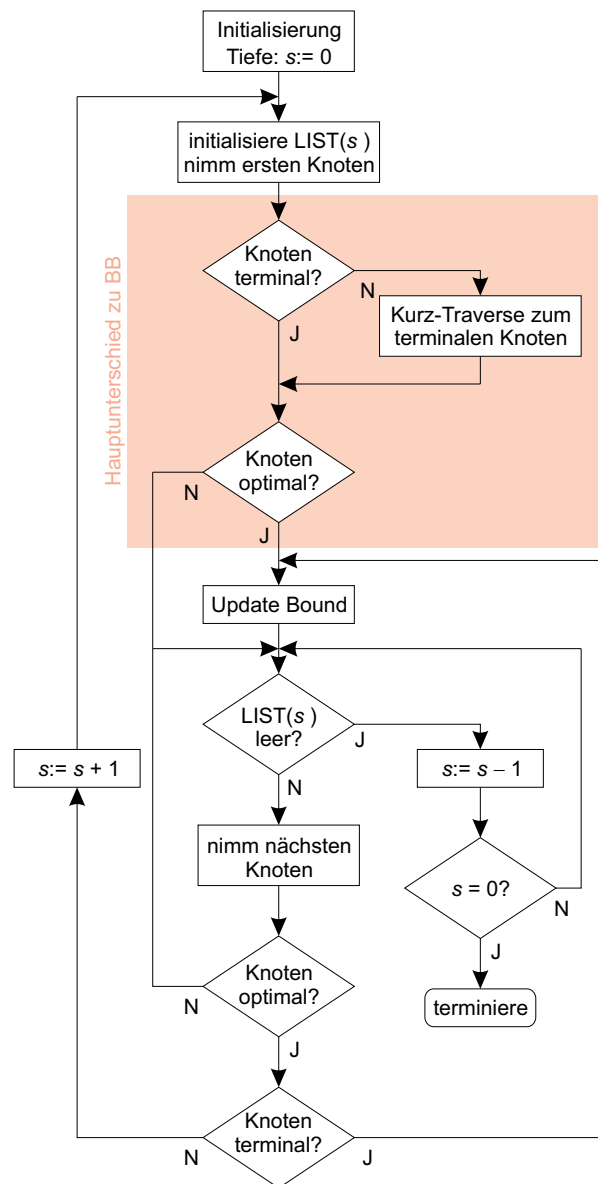 Initialisierung
Tiefe: s:= 0
initialisiere LIST(s )
nimm ersten Knoten
Hauptunterschied zu BB
Knoten
terminal?
N
J
Kurz-Traverse zum
terminalen Knoten
Knoten
optimal?
N
J
Update Bound
LIST(s )
leer?
J
N
s:= s + 1
s:= s − 1
nimm nächsten
Knoten
s = 0?
N
J
Knoten
optimal?
N
J
terminiere
Knoten
terminal?
N
J